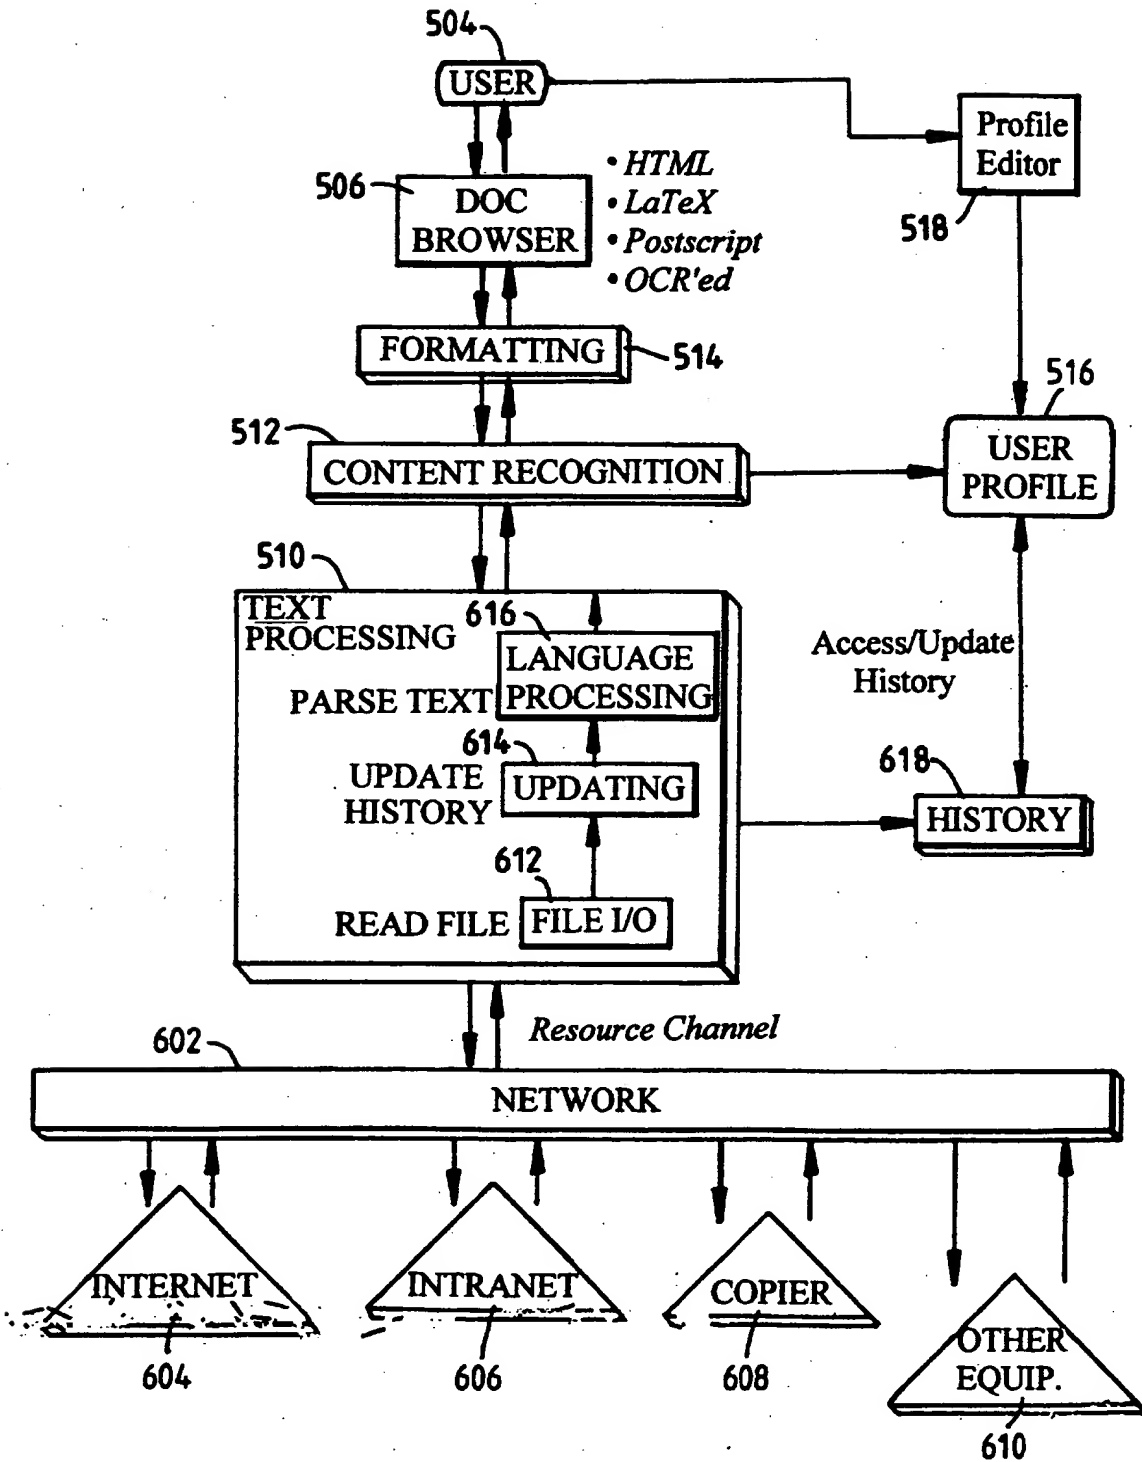 504
USER
Profile
Editor
518
506
DOC
BROWSER
• HTML
• LaTeX
• Postscript
• OCR'ed
FORMATTING
514
516
USER
PROFILE
512
CONTENT RECOGNITION
510
TEXT
PROCESSING
616
LANGUAGE
PROCESSING
PARSE TEXT
Access/Update
History
614
UPDATE
HISTORY
UPDATING
618
HISTORY
612
READ FILE
FILE I/O
Resource Channel
602
NETWORK
INTERNET
604
INTRANET
606
COPIER
608
OTHER
EQUIP.
610